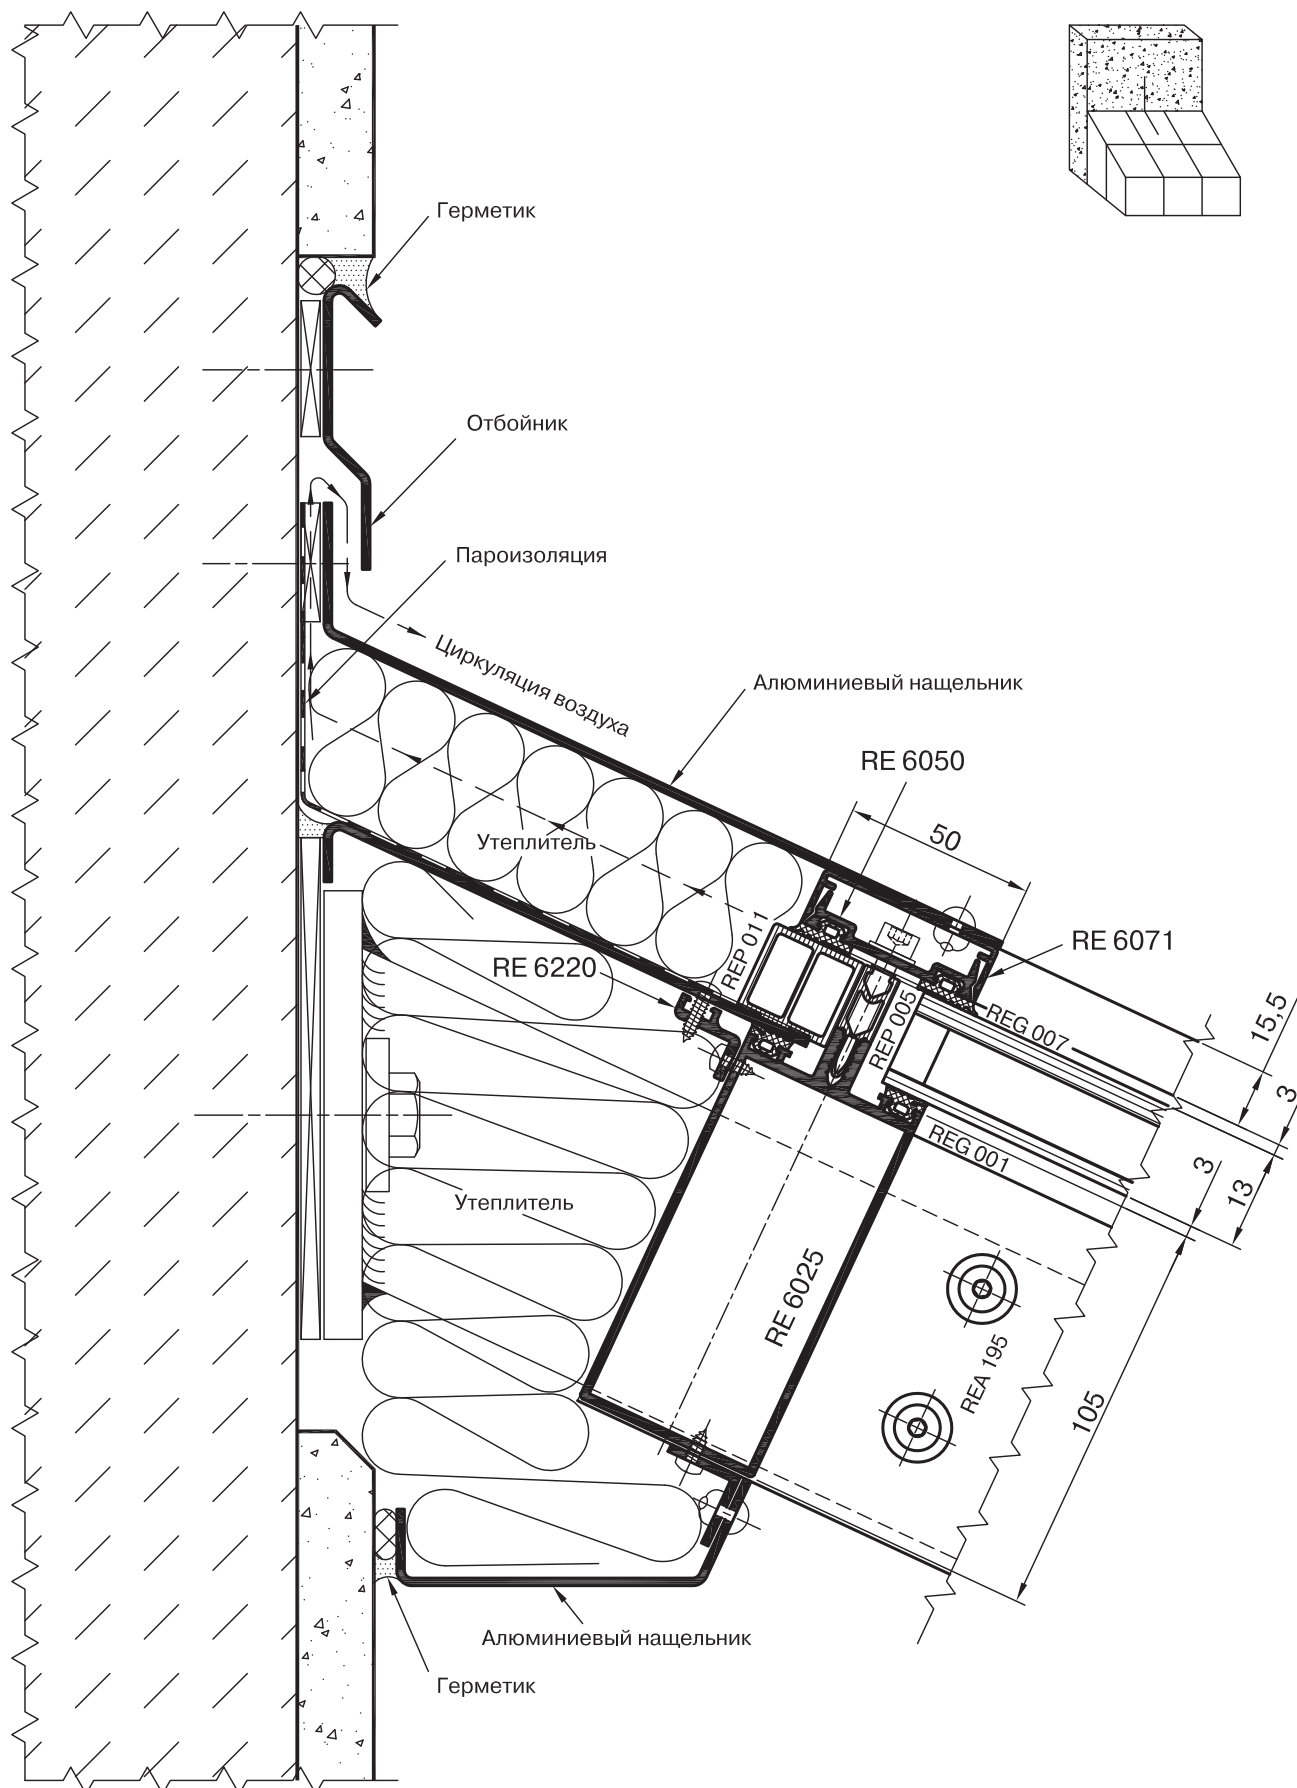 Герметик
Отбойник
Пароизоляция
Циркуляция воздуха
Алюминиевый нащельник
RE 6050
50
Утеплитель
REP 011
RE 6071
RE 6220
REP 005
REG 007
15,5
3
REG 001
3
13
Утеплитель
RE 6025
REA 195
105
Алюминиевый нащельник
Герметик